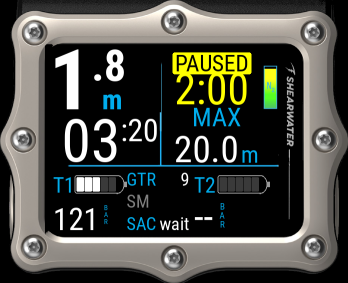 1.8 m
03:20
PAUSED
2:00
MAX
20.0m
N₂
SHEARWATER
T1 GTR 9 T2
SM
121 BAR SAC wait -- BAR